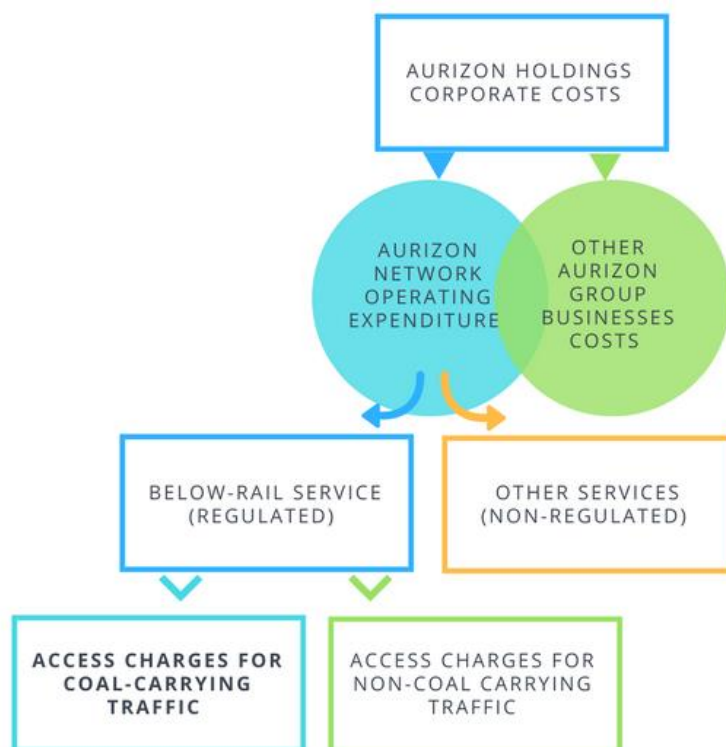 AURIZON HOLDINGS
CORPORATE COSTS
AURIZON
NETWORK
OPERATING
EXPENDITURE
OTHER
AURIZON
GROUP
BUSINESSES
COSTS
BELOW-RAIL SERVICE
(REGULATED)
OTHER SERVICES
(NON-REGULATED)
ACCESS CHARGES FOR
COAL-CARRYING
TRAFFIC
ACCESS CHARGES FOR
NON-COAL CARRYING
TRAFFIC